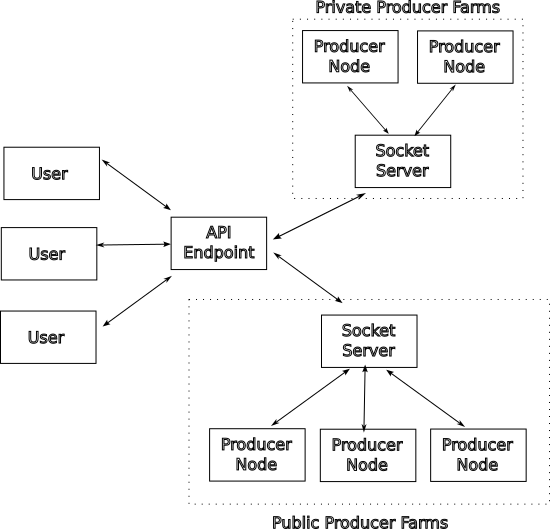 Private Producer Farms
Producer
Node
Producer
Node
Socket
Server
User
User
User
API
Endpoint
Socket
Server
Producer
Node
Producer
Node
Producer
Node
Public Producer Farms